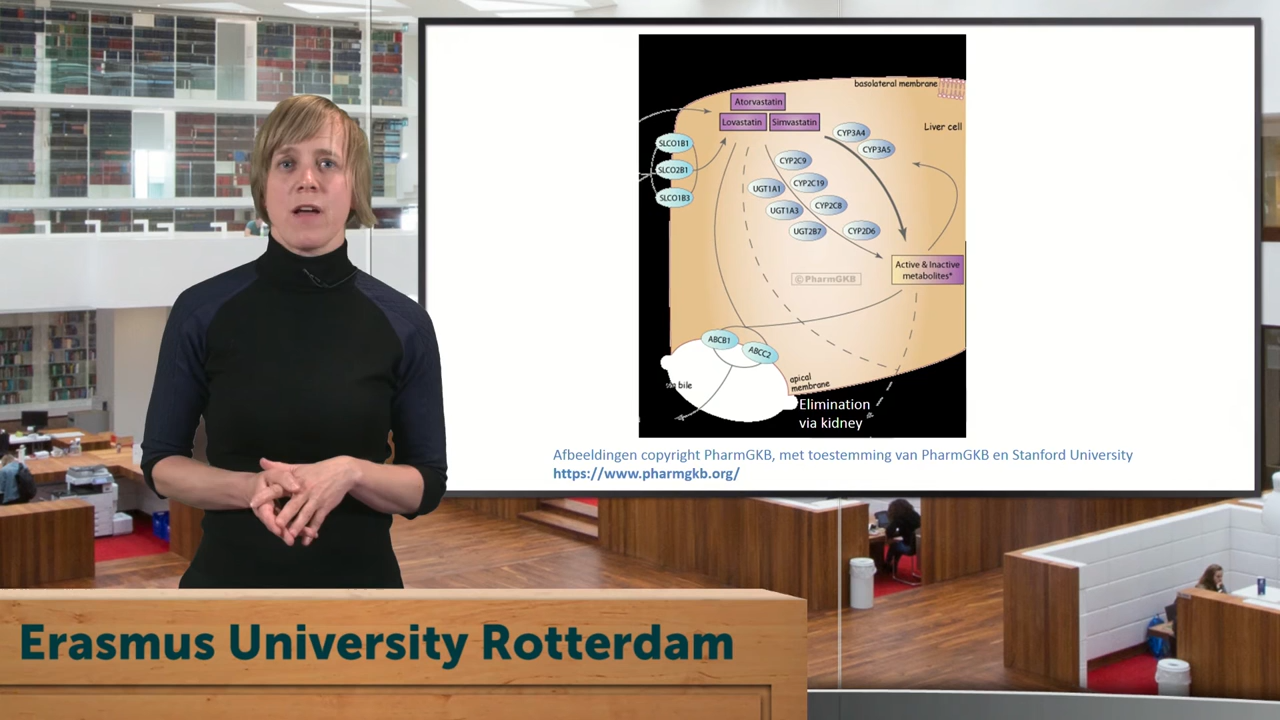 basolateral membrane
Atorvastatin
Lovastatin
Simvastatin
Liver cell
CYP3A4
CYP3A5
SLCO1B1
SLCO2B1
SLCO1B3
CYP2C9
CYP2C19
UGT1A1
CYP2C8
UGT1A3
UGT2B7
CYP2D6
Active & Inactive
metabolites*
©PharmGKB
ABCB1
ABCC2
bile
apical
membrane
Elimination
via kidney
Afbeeldingen copyright PharmGKB, met toestemming van PharmGKB en Stanford University
https://www.pharmgkb.org/
Erasmus University Rotterdam